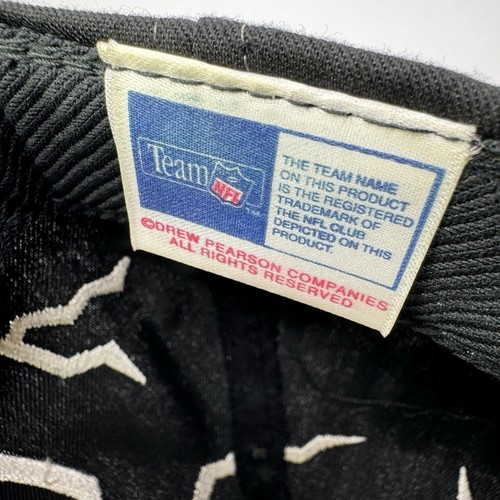 Team NFL
TM
THE TEAM NAME
ON THIS PRODUCT
IS THE REGISTERED
TRADEMARK OF
THE NFL CLUB
DEPICTED ON THIS
PRODUCT.
©DREW PEARSON COMPANIES
ALL RIGHTS RESERVED